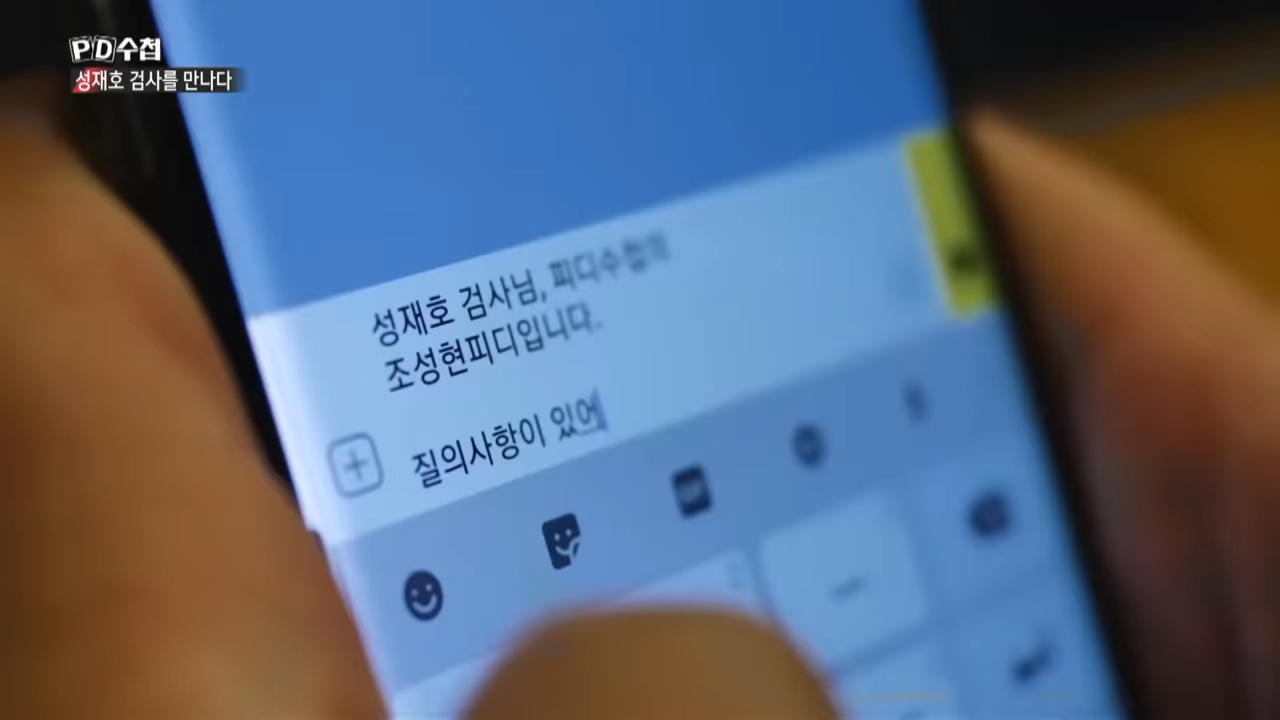 PD수첩
성재호 검사를 만나다
성재호 검사님, 피디수첩의
조성현피디입니다.
질의사항이 있어